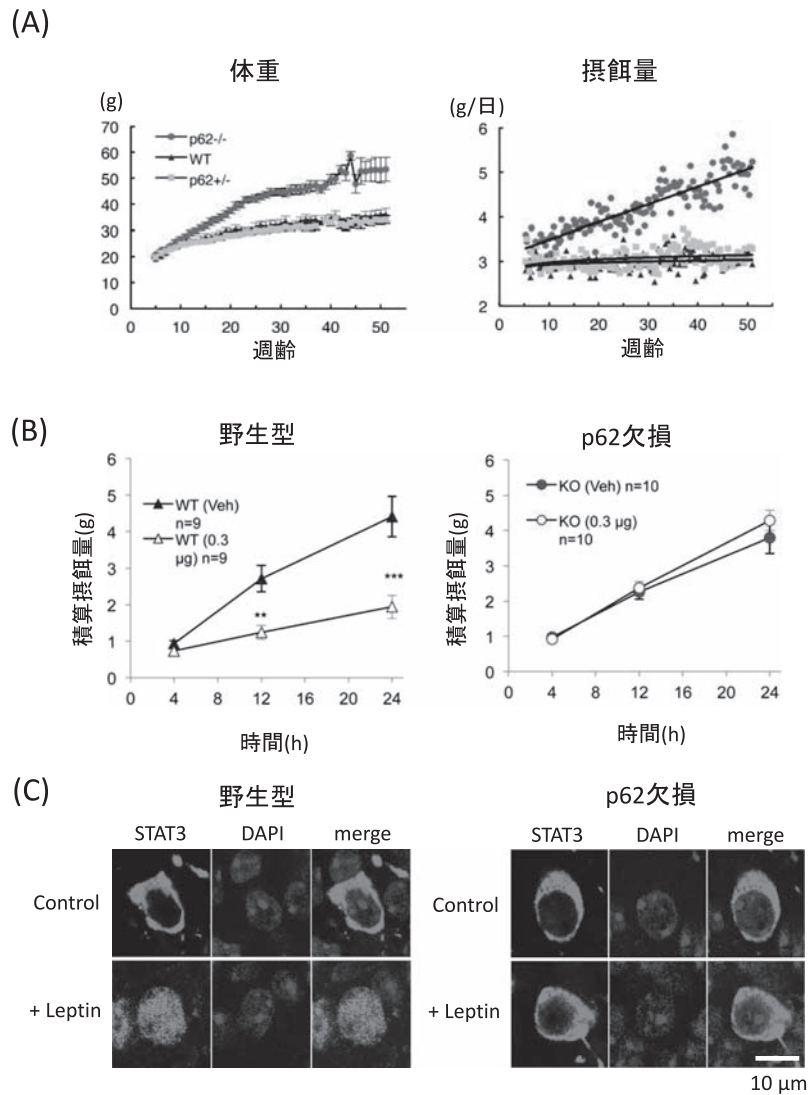 (A)
体重
摂餌量
(g)
(g/日)
70
60
50
40
30
20
10
0
p62-/-
WT
p62+/-
0 10 20 30 40 50
週齢
6
5
4
3
2
0 10 20 30 40 50
週齢
(B)
野生型
p62欠損
積算摂餌量(g)
6
5
4
3
2
1
0
WT (Veh)
n=9
WT (0.3
µg) n=9
**
***
0 4 8 12 16 20 24
時間(h)
積算摂餌量(g)
6
5
4
3
2
1
0
KO (Veh) n=10
KO (0.3 µg)
n=10
0 4 8 12 16 20 24
時間(h)
(C)
野生型
p62欠損
STAT3 DAPI merge
STAT3 DAPI merge
Control
Control
+ Leptin
+ Leptin
10 µm